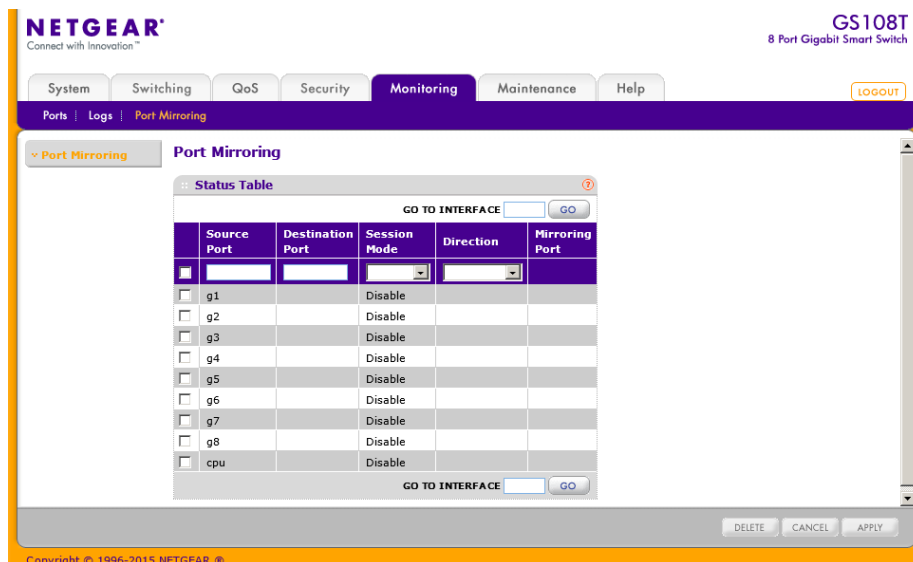 NETGEAR®
Connect with Innovation™
GS108T
8 Port Gigabit Smart Switch
System Switching QoS Security Monitoring Maintenance Help
LOGOUT
Ports Logs Port Mirroring
Port Mirroring
Port Mirroring
Status Table
GO TO INTERFACE GO
Source Port Destination Port Session Mode Direction Mirroring Port
g1 Disable
g2 Disable
g3 Disable
g4 Disable
g5 Disable
g6 Disable
g7 Disable
g8 Disable
cpu Disable
GO TO INTERFACE GO
DELETE CANCEL APPLY
Copyright © 1996-2015 NETGEAR ®